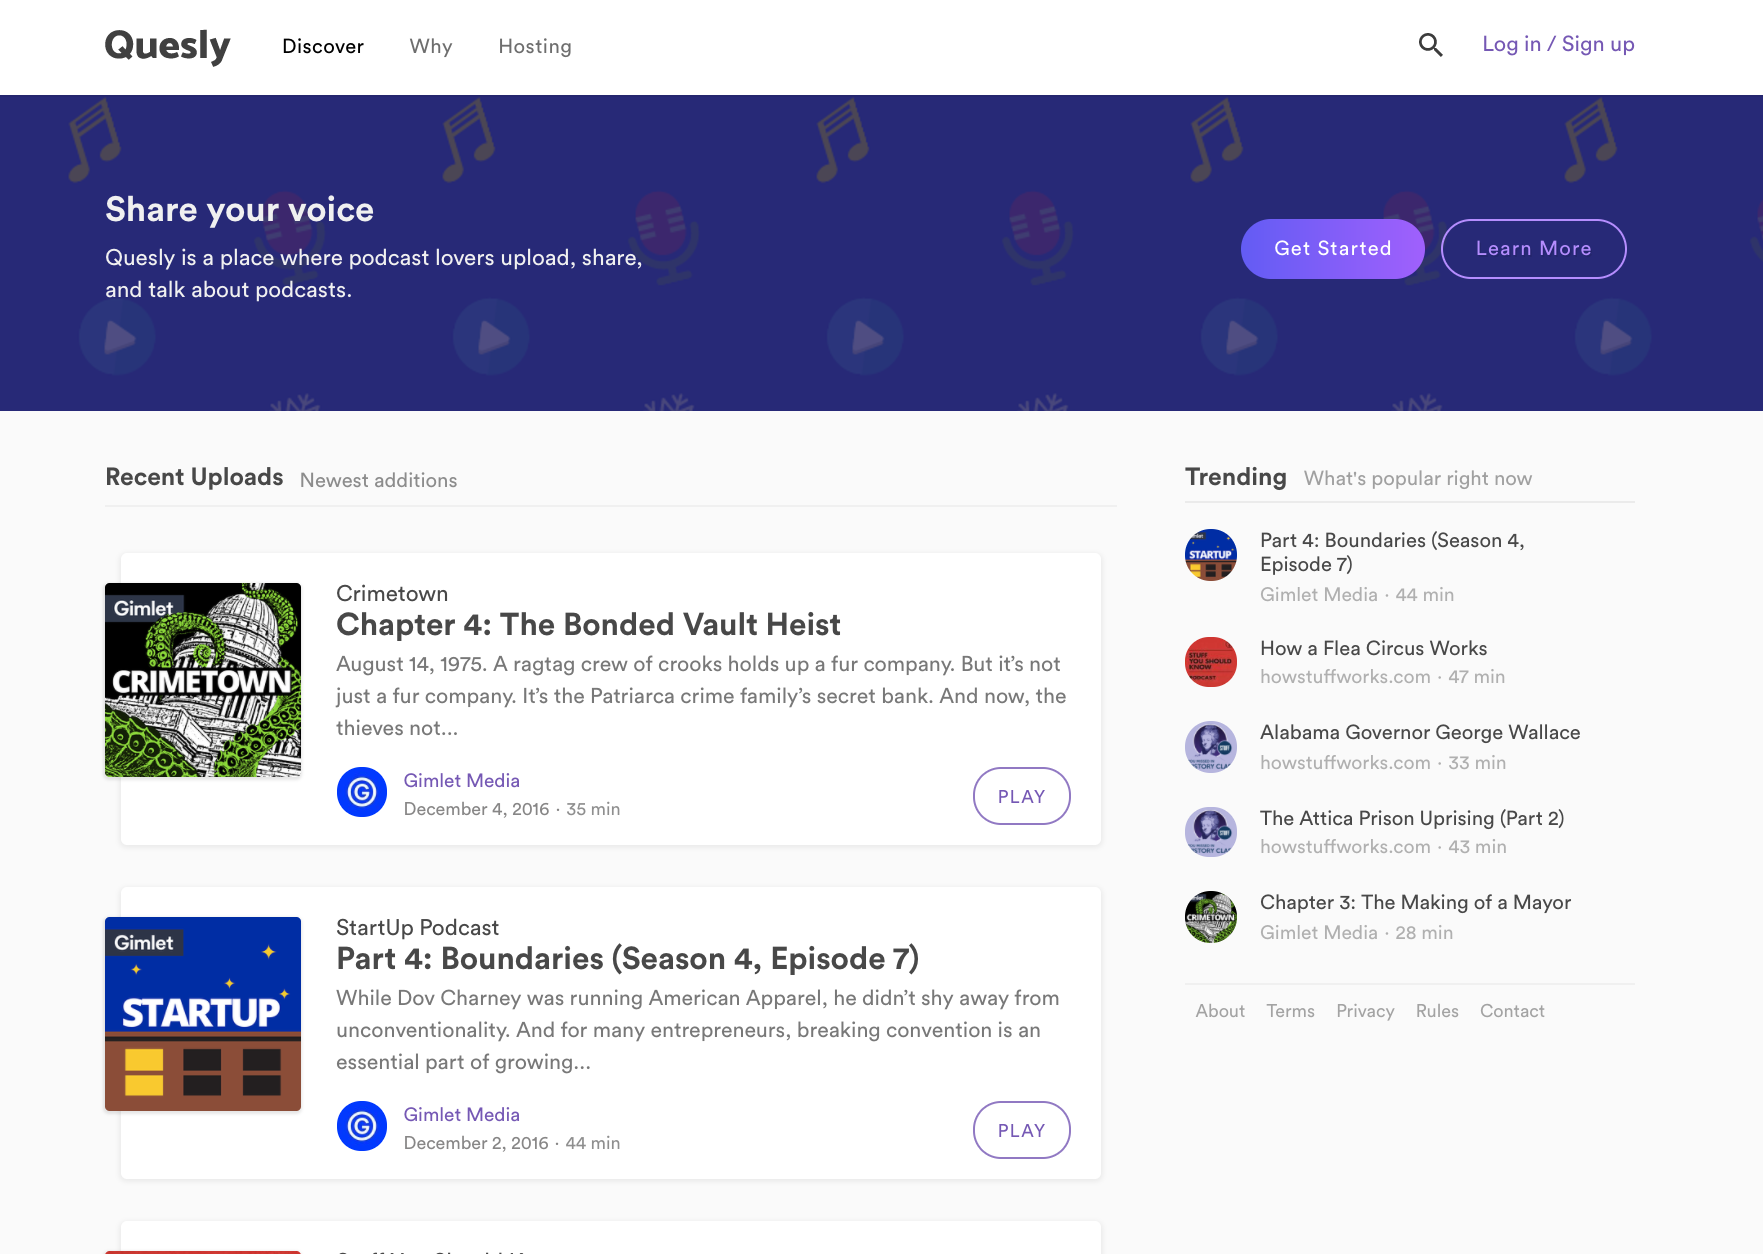 Quesly
Discover
Why
Hosting
Log in / Sign up
Share your voice
Quesly is a place where podcast lovers upload, share,
and talk about podcasts.
Get Started
Learn More
Recent Uploads
Newest additions
Gimlet
CRIMETOWN
Crimetown
Chapter 4: The Bonded Vault Heist
August 14, 1975. A ragtag crew of crooks holds up a fur company. But it’s not
just a fur company. It’s the Patriarca crime family’s secret bank. And now, the
thieves not...
G
Gimlet Media
December 4, 2016 · 35 min
PLAY
Gimlet
STARTUP
StartUp Podcast
Part 4: Boundaries (Season 4, Episode 7)
While Dov Charney was running American Apparel, he didn’t shy away from
unconventionality. And for many entrepreneurs, breaking convention is an
essential part of growing...
G
Gimlet Media
December 2, 2016 · 44 min
PLAY
Trending
What's popular right now
STARTUP
Part 4: Boundaries (Season 4,
Episode 7)
Gimlet Media · 44 min
STUFF
YOU SHOULD
KNOW
PODCAST
How a Flea Circus Works
howstuffworks.com · 47 min
STUFF
Alabama Governor George Wallace
howstuffworks.com · 33 min
STUFF
The Attica Prison Uprising (Part 2)
howstuffworks.com · 43 min
CRIMETOWN
Chapter 3: The Making of a Mayor
Gimlet Media · 28 min
About
Terms
Privacy
Rules
Contact